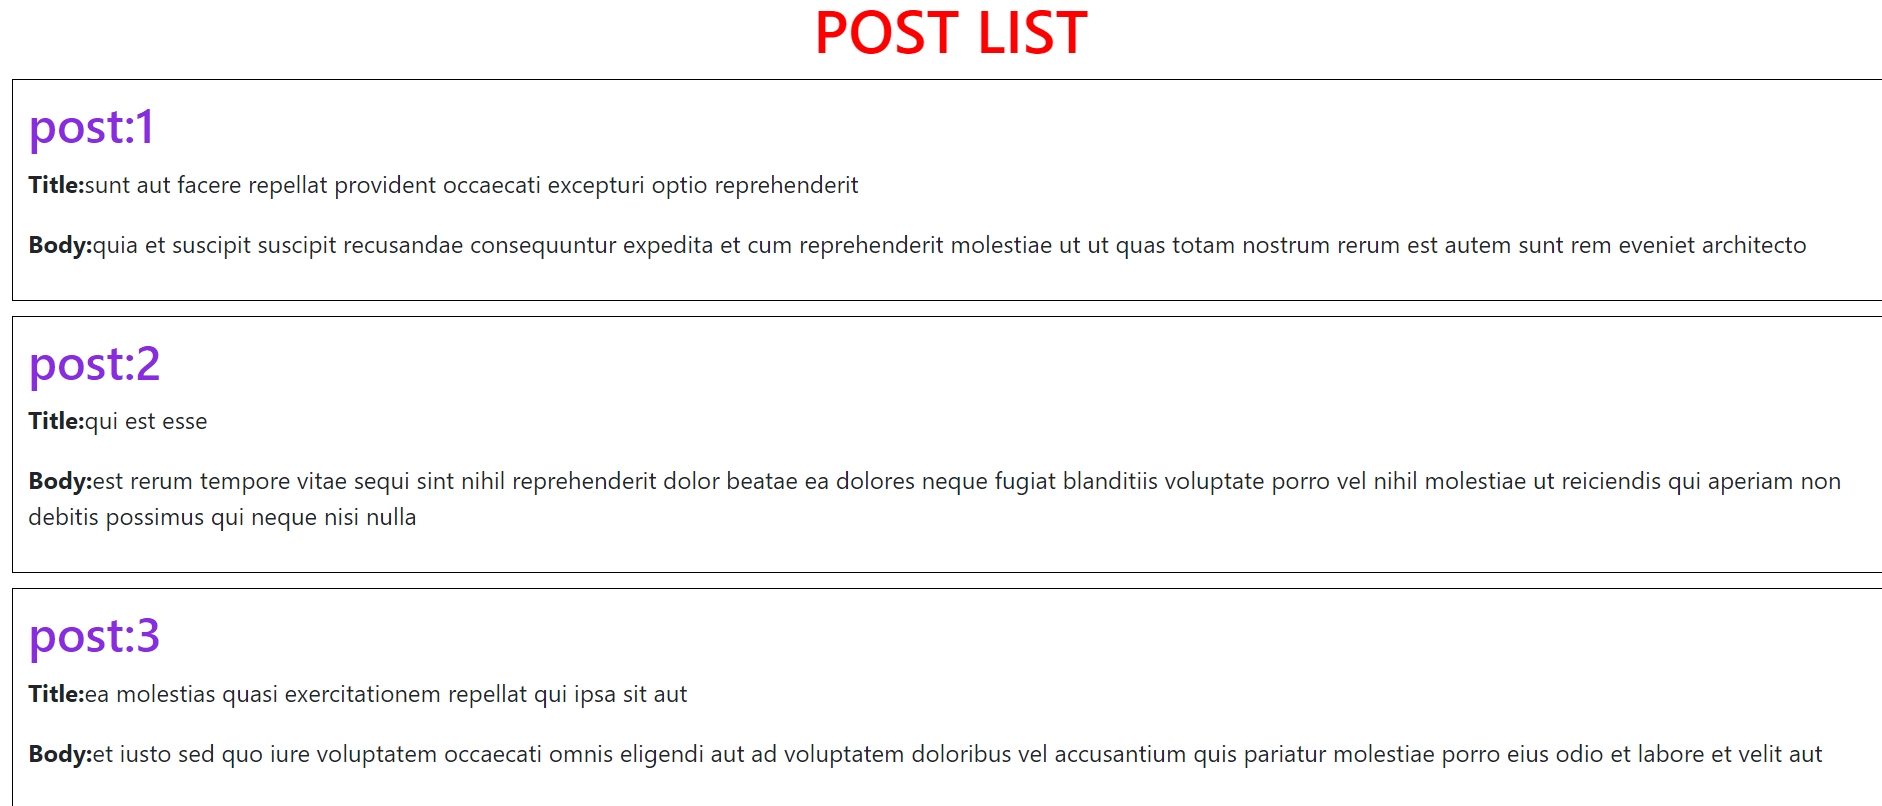 POST LIST
post:1
Title:sunt aut facere repellat provident occaecati excepturi optio reprehenderit
Body:quia et suscipit suscipit recusandae consequuntur expedita et cum reprehenderit molestiae ut ut quas totam nostrum rerum est autem sunt rem eveniet architecto
post:2
Title:qui est esse
Body:est rerum tempore vitae sequi sint nihil reprehenderit dolor beatae ea dolores neque fugiat blanditiis voluptate porro vel nihil molestiae ut reiciendis qui aperiam non
debitis possimus qui neque nisi nulla
post:3
Title:ea molestias quasi exercitationem repellat qui ipsa sit aut
Body:et iusto sed quo iure voluptatem occaecati omnis eligendi aut ad voluptatem doloribus vel accusantium quis pariatur molestiae porro eius odio et labore et velit aut